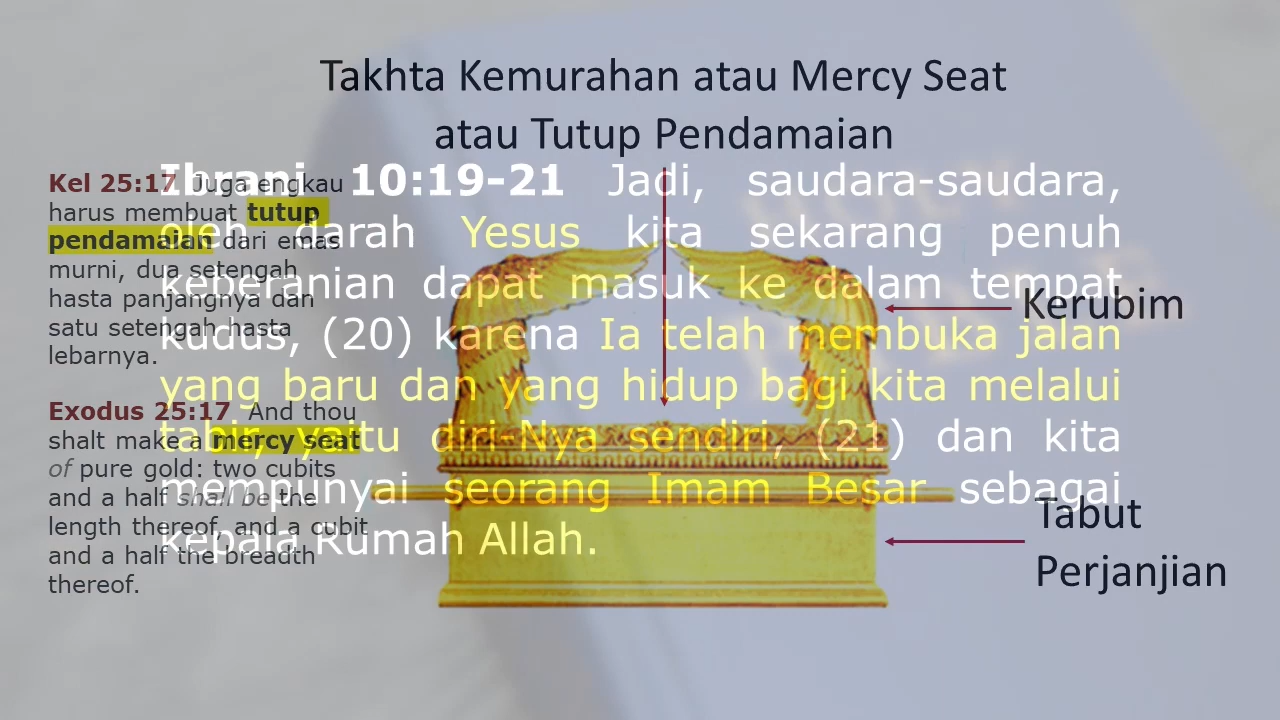 Takhta Kemurahan atau Mercy Seat
atau Tutup Pendamaian
Kel 25:17 Juga engkau
harus membuat tutup
pendamaian dari emas
murni, dua setengah
hasta panjangnya dan
satu setengah hasta
lebarnya.
Exodus 25:17 And thou
shalt make a mercy seat
of pure gold: two cubits
and a half shall be the
length thereof, and a cubit
and a half the breadth
thereof.
Ibrani 10:19-21 Jadi, saudara-saudara,
oleh darah Yesus kita sekarang penuh
keberanian dapat masuk ke dalam tempat
kudus, (20) karena Ia telah membuka jalan
yang baru dan yang hidup bagi kita melalui
tabir, yaitu diri-Nya sendiri, (21) dan kita
mempunyai seorang Imam Besar sebagai
kepala Rumah Allah.
Kerubim
Tabut
Perjanjian